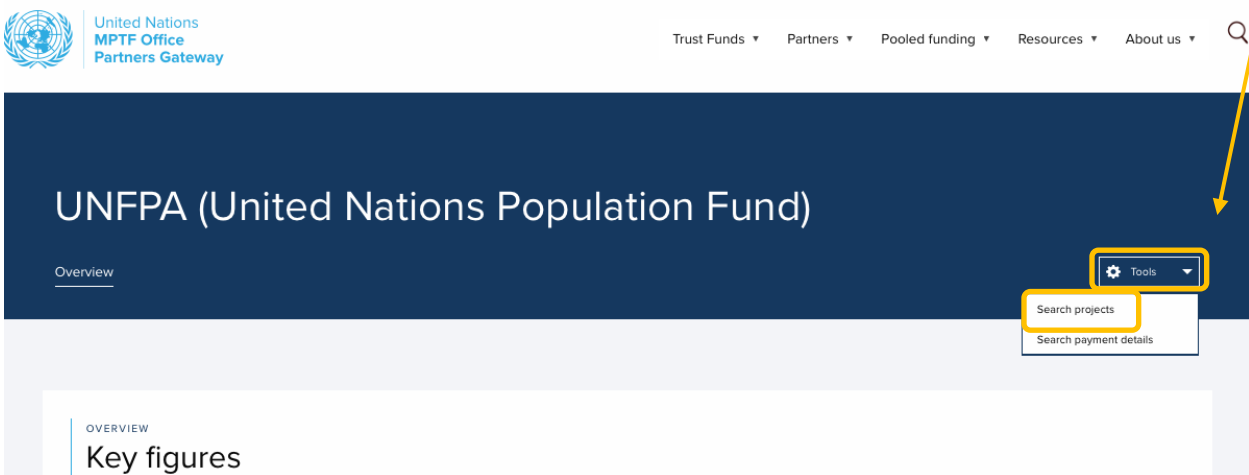 United Nations
MPTF Office
Partners Gateway
Trust Funds ▼ Partners ▼ Pooled funding ▼ Resources ▼ About us ▼
UNFPA (United Nations Population Fund)
Overview
Tools
Search projects
Search payment details
OVERVIEW
Key figures